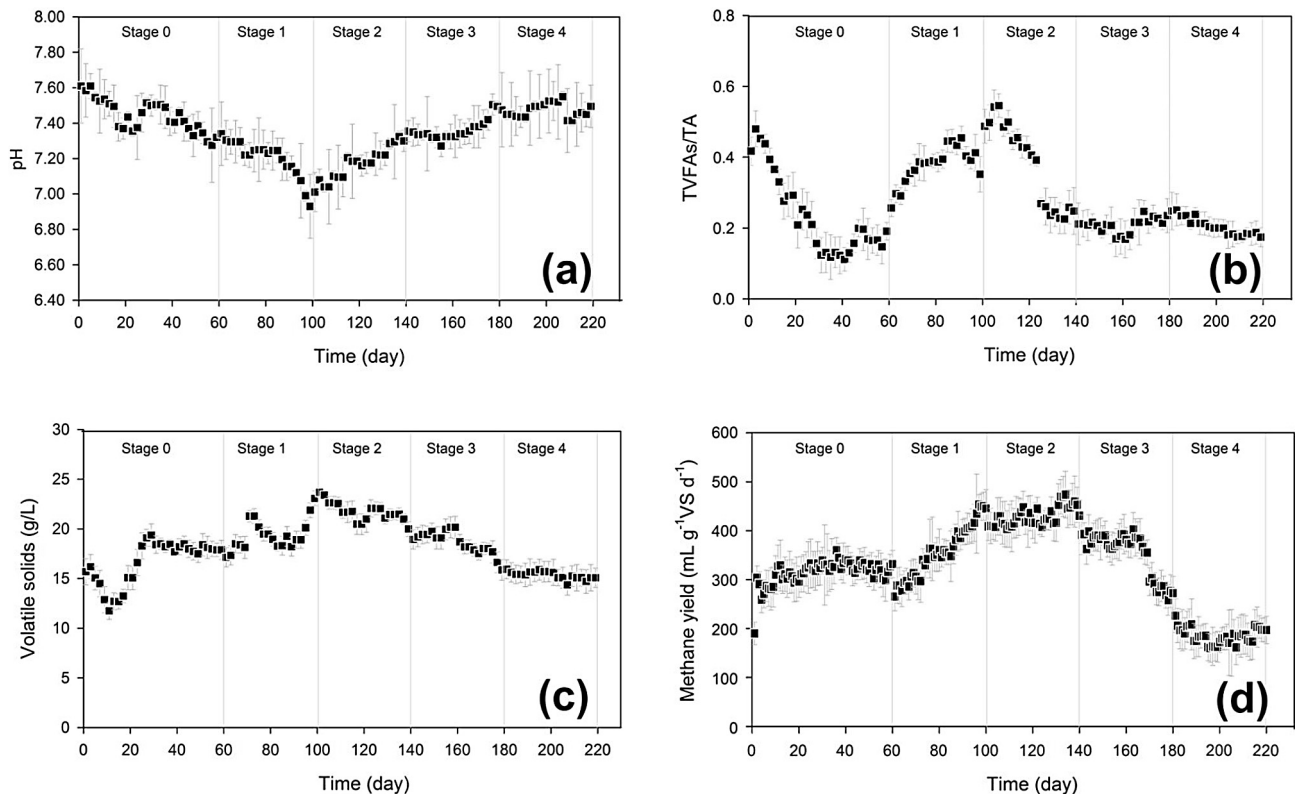 8.00
7.80
7.60
7.40
7.20
7.00
6.80
6.60
6.40
pH
Stage 0 Stage 1 Stage 2 Stage 3 Stage 4
(a)
0 20 40 60 80 100 120 140 160 180 200 220
Time (day)
0.8
0.6
0.4
0.2
0.0
TVFAs/TA
Stage 0 Stage 1 Stage 2 Stage 3 Stage 4
(b)
0 20 40 60 80 100 120 140 160 180 200 220
Time (day)
30
25
20
15
10
5
0
Volatile solids (g/L)
Stage 0 Stage 1 Stage 2 Stage 3 Stage 4
(c)
0 20 40 60 80 100 120 140 160 180 200 220
Time (day)
600
500
400
300
200
100
0
Methane yield (mL g⁻¹VS d⁻¹)
Stage 0 Stage 1 Stage 2 Stage 3 Stage 4
(d)
0 20 40 60 80 100 120 140 160 180 200 220
Time (day)